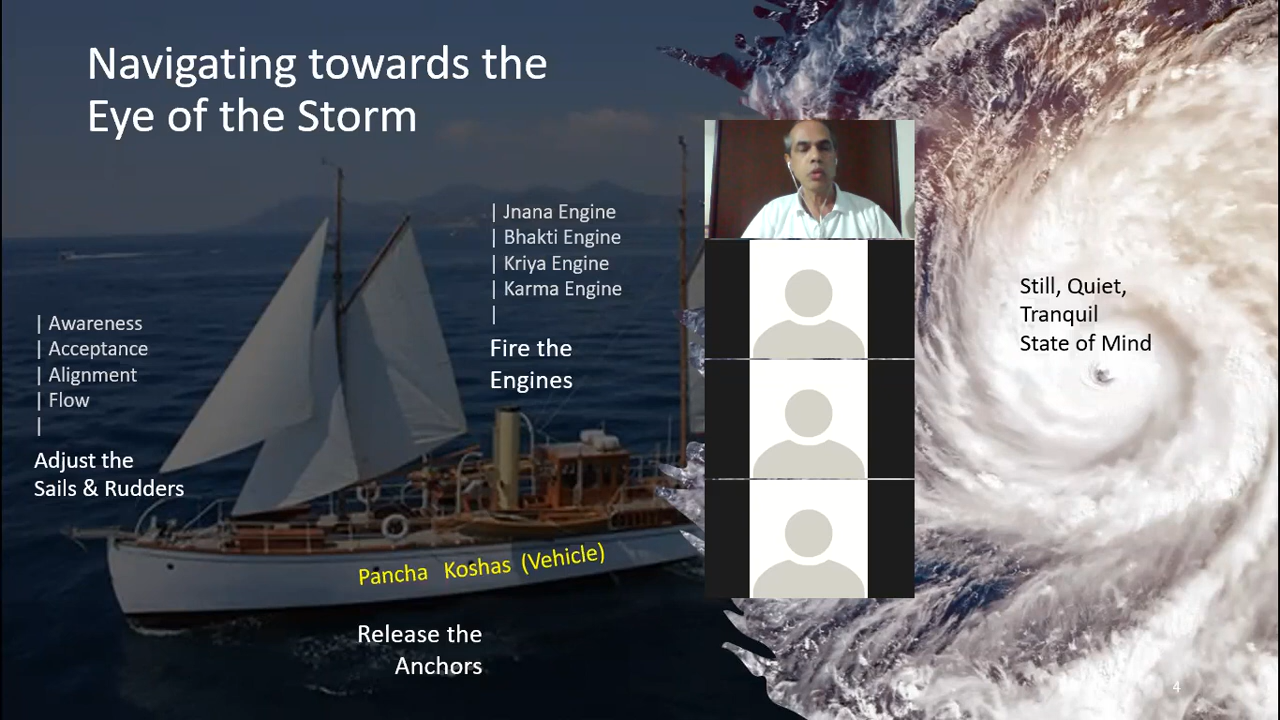 Navigating towards the
Eye of the Storm
| Jnana Engine
| Bhakti Engine
| Kriya Engine
| Karma Engine
|
Fire the
Engines
| Awareness
| Acceptance
| Alignment
| Flow
|
Adjust the
Sails & Rudders
Still, Quiet,
Tranquil
State of Mind
Pancha Koshas (Vehicle)
Release the
Anchors
4